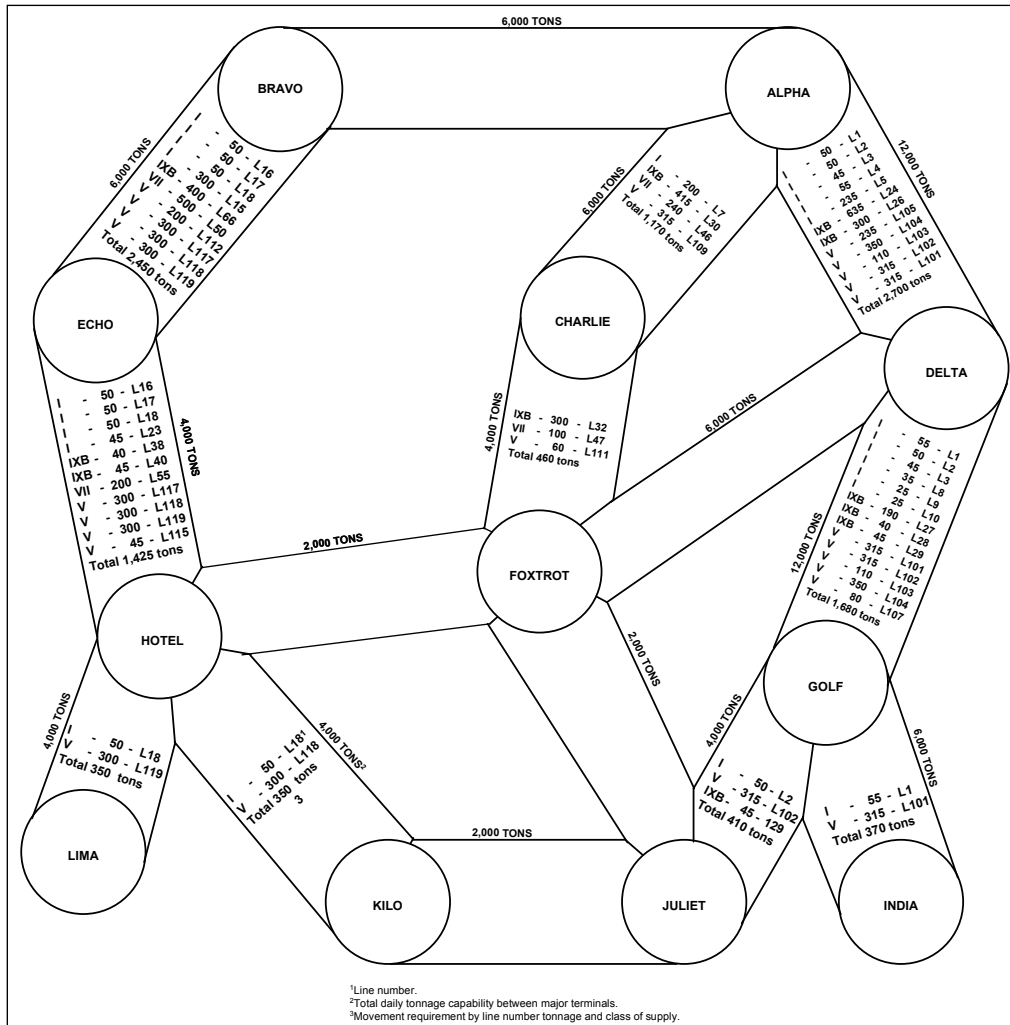 6,000 TONS
BRAVO
ALPHA
6,000 TONS
I - 50 - L16
I - 50 - L17
I - 50 - L18
I - 300 - L15
IXB - 400 - L66
VII - 500 - L50
V - 200 - L112
V - 300 - L117
V - 300 - L118
V - 300 - L119
Total 2,450 tons
6,000 TONS
I - 200 - L7
IXB - 415 - L30
VII - 240 - L46
V - 315 - L109
Total 1,170 tons
12,000 TONS
I - 50 - L1
I - 50 - L2
I - 45 - L3
I - 55 - L4
I - 235 - L5
IXB - 635 - L24
IXB - 300 - L26
V - 235 - L105
V - 350 - L104
V - 110 - L103
V - 315 - L102
V - 315 - L101
Total 2,700 tons
ECHO
CHARLIE
DELTA
I - 50 - L16
I - 50 - L17
I - 50 - L18
I - 45 - L23
IXB - 40 - L38
IXB - 45 - L40
VII - 200 - L55
V - 300 - L117
V - 300 - L118
V - 300 - L119
V - 45 - L115
Total 1,425 tons
4,000 TONS
4,000 TONS
IXB - 300 - L32
VII - 100 - L47
V - 60 - L111
Total 460 tons
6,000 TONS
12,000 TONS
I - 55 - L1
I - 50 - L2
I - 45 - L3
I - 35 - L8
I - 25 - L9
I - 25 - L10
IXB - 190 - L27
IXB - 40 - L28
IXB - 45 - L29
V - 315 - L101
V - 315 - L102
V - 110 - L103
V - 350 - L104
V - 80 - L107
Total 1,680 tons
2,000 TONS
FOXTROT
HOTEL
GOLF
2,000 TONS
4,000 TONS
I - 50 - L18
V - 300 - L119
Total 350 tons
4,000 TONS²
I - 50 - L18¹
V - 300 - L118
Total 350 tons
3
4,000 TONS
I - 50 - L2
V - 315 - L102
IXB - 45 - 129
Total 410 tons
6,000 TONS
I - 55 - L1
V - 315 - L101
Total 370 tons
2,000 TONS
LIMA
KILO
JULIET
INDIA
¹Line number.
²Total daily tonnage capability between major terminals.
³Movement requirement by line number tonnage and class of supply.